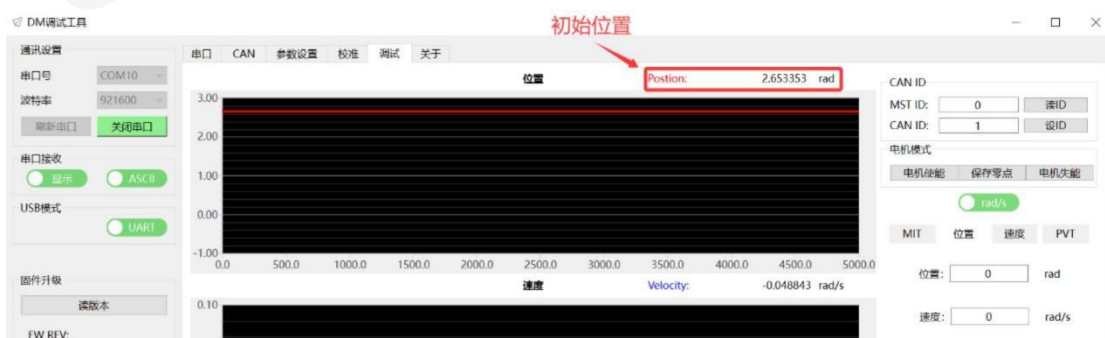 DM调试工具
初始位置
通讯设置
串口号 COM10
波特率 921600
刷新串口 关闭串口
串口接收
显示 ASCII
USB模式
UART
固件升级
读版本
FW REV:
串口 CAN 参数设置 校准 调试 关于
位置 Postion: 2.653353 rad
3.00
2.00
1.00
0.00
-1.00
0.0 500.0 1000.0 1500.0 2000.0 2500.0 3000.0 3500.0 4000.0 4500.0 5000.0
速度 Velocity: -0.048843 rad/s
0.10
CAN ID
MST ID: 0 读ID
CAN ID: 1 设ID
电机模式
电机使能 保存零点 电机失能
rad/s
MIT 位置 速度 PVT
位置: 0 rad
速度: 0 rad/s